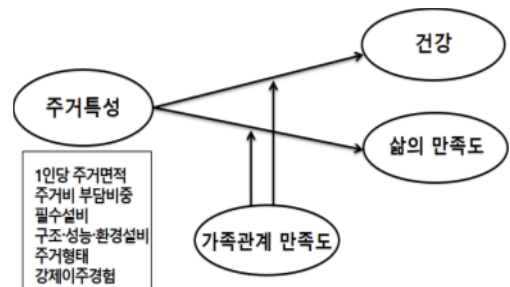 건강
주거특성
삶의 만족도
1인당 주거면적
주거비 부담비중
필수설비
구조·성능·환경설비
주거형태
강제이주경험
가족관계 만족도